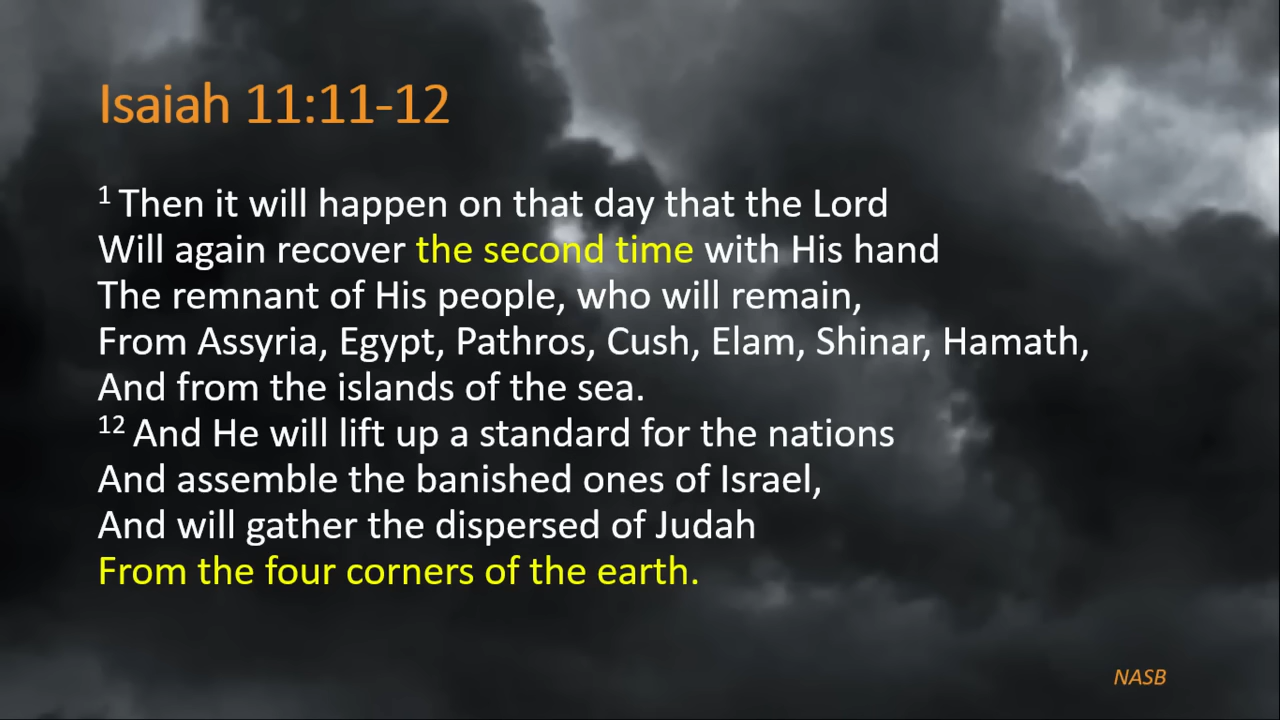 Isaiah 11:11-12
1 Then it will happen on that day that the Lord
Will again recover the second time with His hand
The remnant of His people, who will remain,
From Assyria, Egypt, Pathros, Cush, Elam, Shinar, Hamath,
And from the islands of the sea.
12 And He will lift up a standard for the nations
And assemble the banished ones of Israel,
And will gather the dispersed of Judah
From the four corners of the earth.
NASB